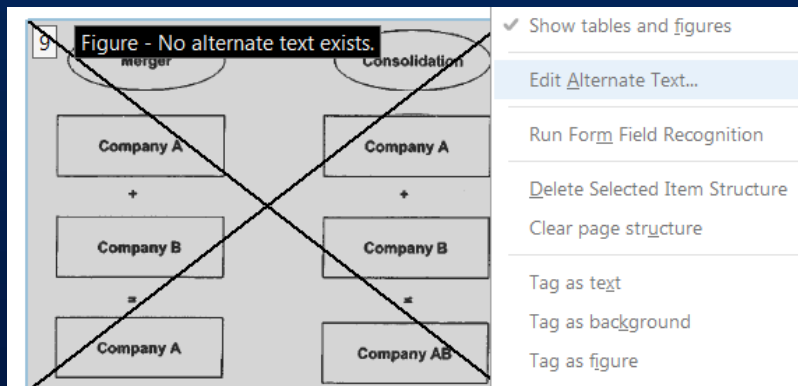 9 Figure - No alternate text exists.
Merger Consolidation
Company A Company A
+ +
Company B Company B
= =
Company A Company AB
Show tables and figures
Edit Alternate Text...
Run Form Field Recognition
Delete Selected Item Structure
Clear page structure
Tag as text
Tag as background
Tag as figure